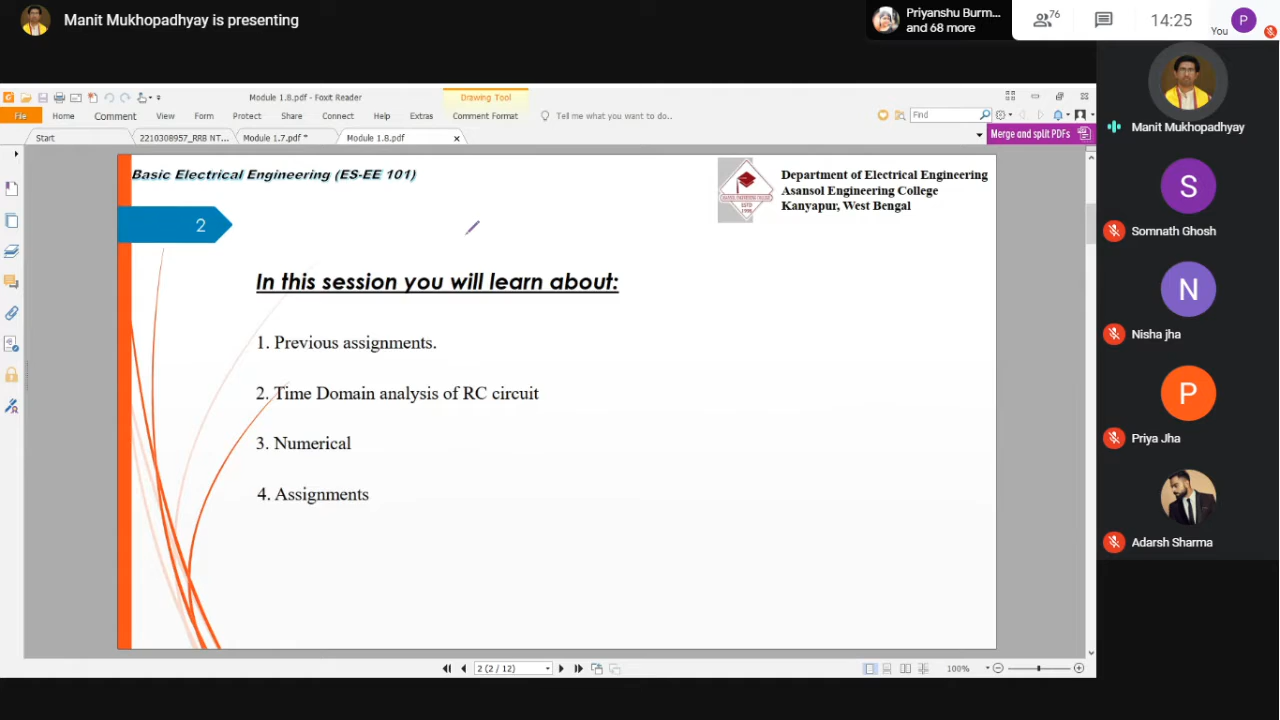 Manit Mukhopadhyay is presenting
Priyanshu Burm...
and 68 more
76
14:25
You
P
Module 1.8.pdf - Foxit Reader
Drawing Tool
File
Home
Comment
View
Form
Protect
Share
Connect
Help
Extras
Comment Format
Tell me what you want to do..
Find
Start
2210308957_RRB NT...
Module 1.7.pdf *
Module 1.8.pdf
Merge and split PDFs
Basic Electrical Engineering (ES-EE 101)
Department of Electrical Engineering
Asansol Engineering College
Kanyapur, West Bengal
2
In this session you will learn about:
1. Previous assignments.
2. Time Domain analysis of RC circuit
3. Numerical
4. Assignments
2 (2 / 12)
100%
Manit Mukhopadhyay
S
Somnath Ghosh
N
Nisha jha
P
Priya Jha
Adarsh Sharma